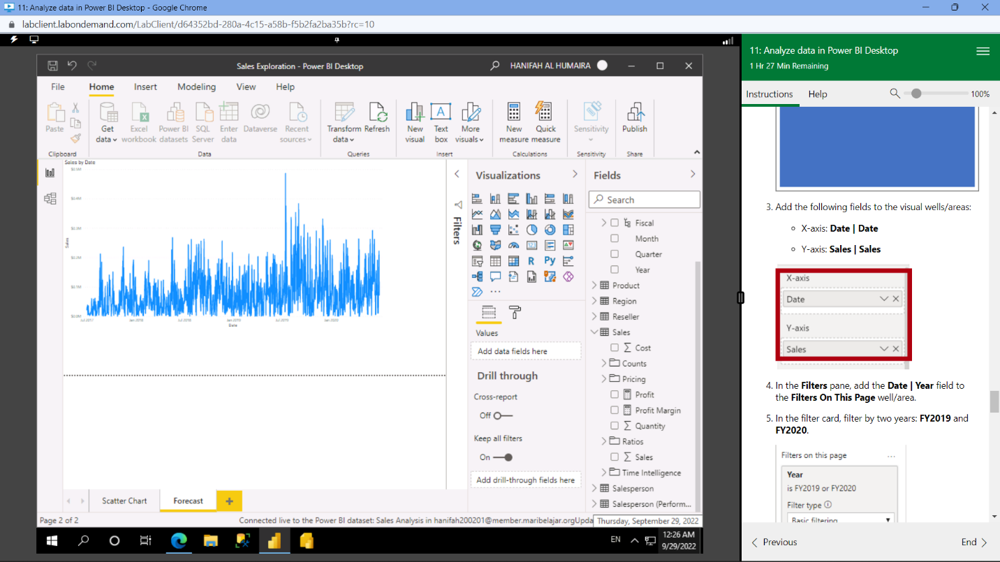 11: Analyze data in Power BI Desktop - Google Chrome
labclient.labondemand.com/LabClient/d64352bd-280a-4c15-a58b-f5b2fa2ba35b?rc=10
Sales Exploration - Power BI Desktop
HANIFAH AL HUMAIRA
File Home Insert Modeling View Help
Paste
Get data
Excel workbook
Power BI datasets
SQL Server
Enter data
Dataverse
Recent sources
Transform data
Refresh
New visual
Text box
More visuals
New measure
Quick measure
Sensitivity
Publish
Clipboard
Data
Queries
Insert
Calculations
Sensitivity
Share
Sales by Date
$0.5M
$0.4M
$0.3M
$0.2M
$0.1M
$0.0M
Sales
Jul 2017 Jan 2018 Jul 2018 Jan 2019 Jul 2019 Jan 2020
Date
Filters
Visualizations
R Py
Values
Add data fields here
Drill through
Cross-report
Off
Keep all filters
On
Add drill-through fields here
Fields
Search
Fiscal
Month
Quarter
Year
Product
Region
Reseller
Sales
Cost
Counts
Pricing
Profit
Profit Margin
Quantity
Ratios
Sales
Time Intelligence
Salesperson
Salesperson (Perform...
Scatter Chart
Forecast
Page 2 of 2
Connected live to the Power BI dataset: Sales Analysis in hanifah200201@member.maribelajar.orgUpda
Thursday, September 29, 2022
EN
12:26 AM
9/29/2022
11: Analyze data in Power BI Desktop
1 Hr 27 Min Remaining
Instructions Help
100%
3. Add the following fields to the visual wells/areas:
X-axis: Date | Date
Y-axis: Sales | Sales
X-axis
Date
Y-axis
Sales
4. In the Filters pane, add the Date | Year field to
the Filters On This Page well/area.
5. In the filter card, filter by two years: FY2019 and
FY2020.
Filters on this page ...
Year
is FY2019 or FY2020
Filter type
Basic filtering
Previous
End